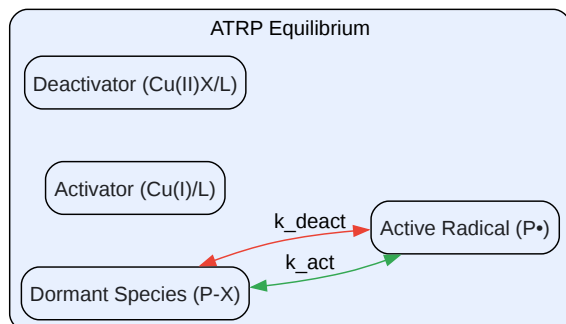 ATRP Equilibrium
Deactivator (Cu(II)X/L)
Activator (Cu(I)/L)
k_deact
Active Radical (P•)
k_act
Dormant Species (P-X)